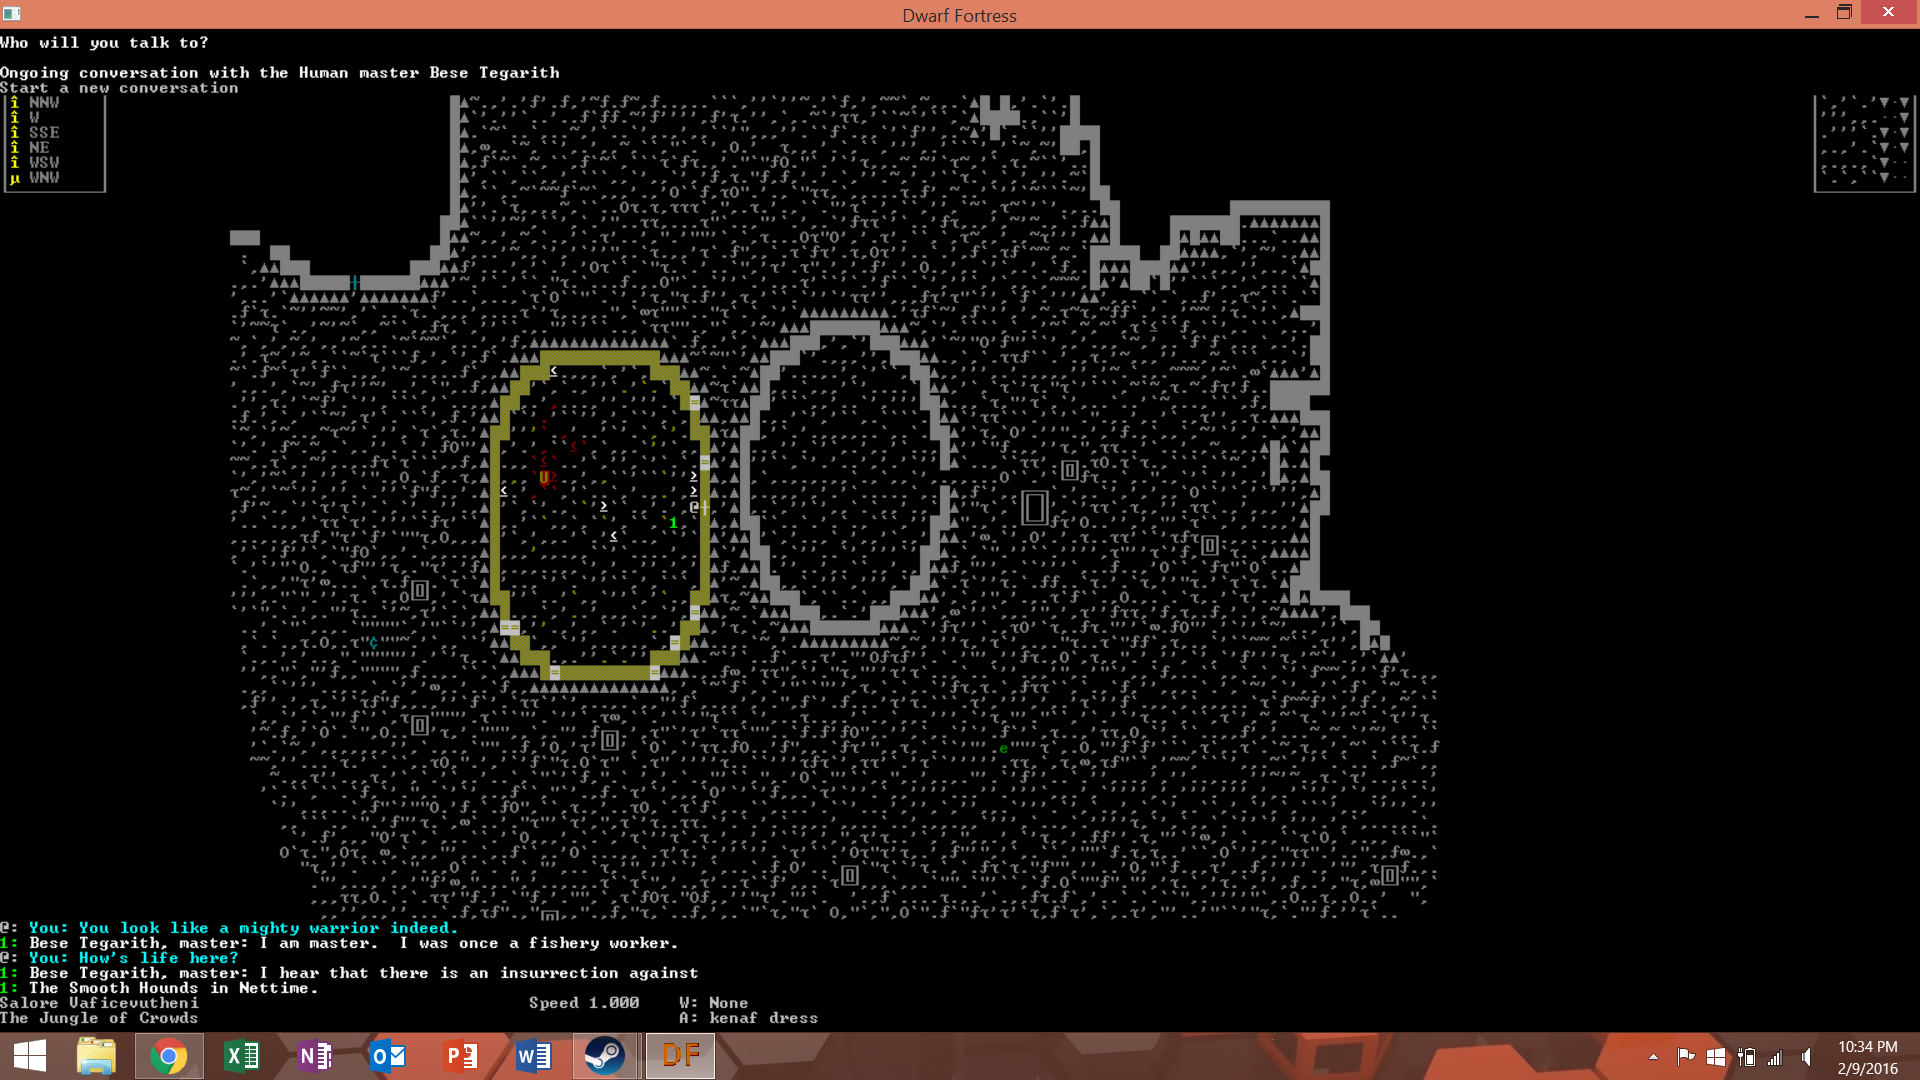 Dwarf Fortress
Who will you talk to?
Ongoing conversation with the Human master Bese Tegarith
Start a new conversation
î NNW
î W
î SSE
î NE
î WSW
µ WNW
@: You: You look like a mighty warrior indeed.
1: Bese Tegarith, master: I am master.  I was once a fishery worker.
@: You: How's life here?
1: Bese Tegarith, master: I hear that there is an insurrection against
1: The Smooth Hounds in Nettime.
Salore Vaficevutheni Speed 1.000 W: None
The Jungle of Crowds A: kenaf dress
DF
10:34 PM
2/9/2016